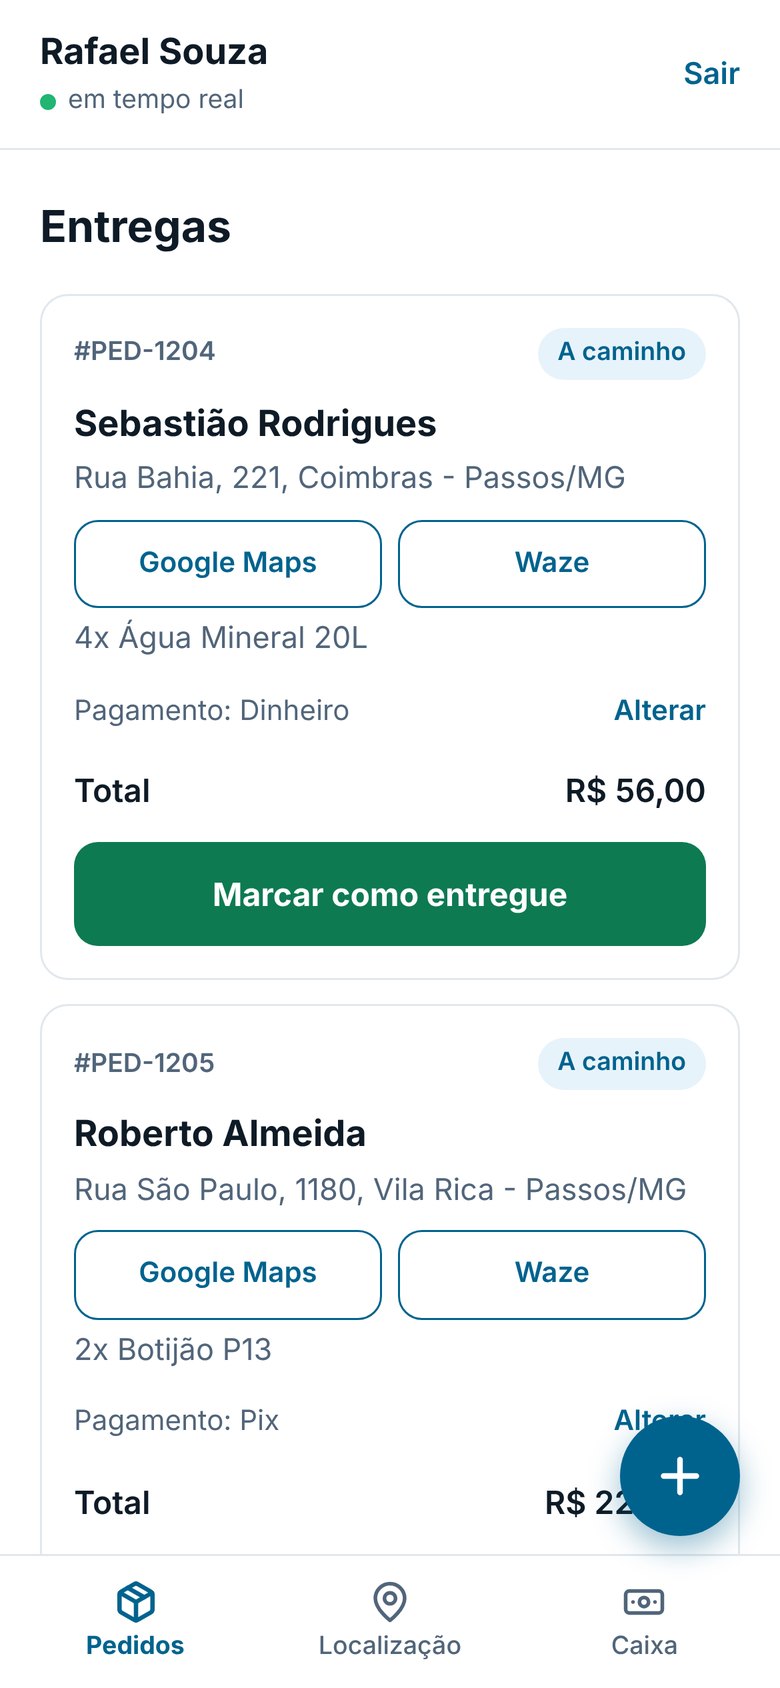 Rafael Souza
em tempo real
Sair
Entregas
#PED-1204
A caminho
Sebastião Rodrigues
Rua Bahia, 221, Coimbras - Passos/MG
Google Maps
Waze
4x Água Mineral 20L
Pagamento: Dinheiro
Alterar
Total
R$ 56,00
Marcar como entregue
#PED-1205
A caminho
Roberto Almeida
Rua São Paulo, 1180, Vila Rica - Passos/MG
Google Maps
Waze
2x Botijão P13
Pagamento: Pix
Alterar
Total
R$ 22
Pedidos
Localização
Caixa